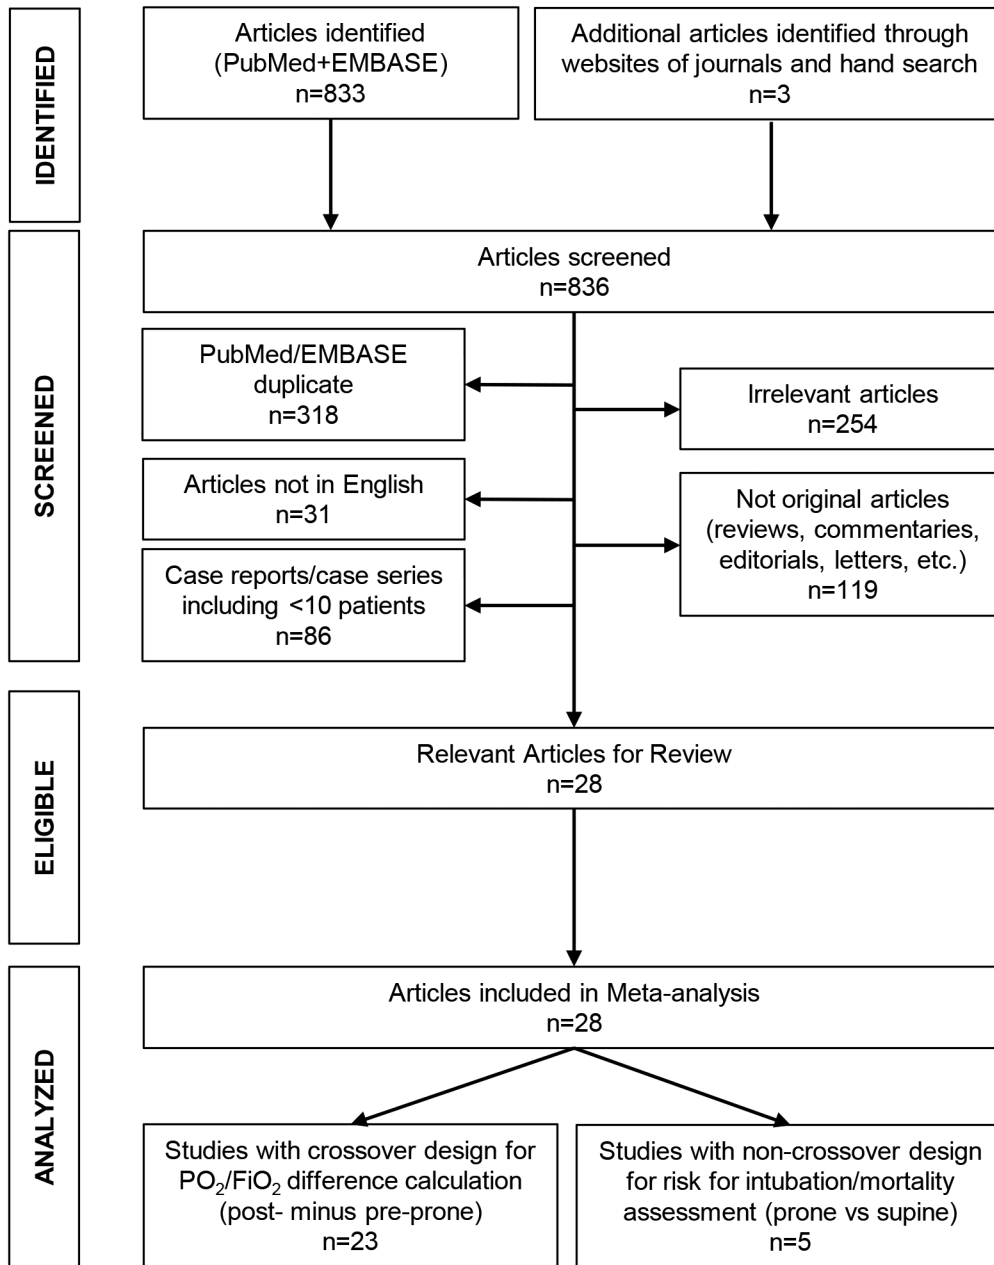 IDENTIFIED
Articles identified
(PubMed+EMBASE)
n=833
Additional articles identified through
websites of journals and hand search
n=3
SCREENED
Articles screened
n=836
PubMed/EMBASE
duplicate
n=318
Irrelevant articles
n=254
Articles not in English
n=31
Not original articles
(reviews, commentaries,
editorials, letters, etc.)
n=119
Case reports/case series
including <10 patients
n=86
ELIGIBLE
Relevant Articles for Review
n=28
ANALYZED
Articles included in Meta-analysis
n=28
Studies with crossover design for
PO₂/FiO₂ difference calculation
(post- minus pre-prone)
n=23
Studies with non-crossover design
for risk for intubation/mortality
assessment (prone vs supine)
n=5